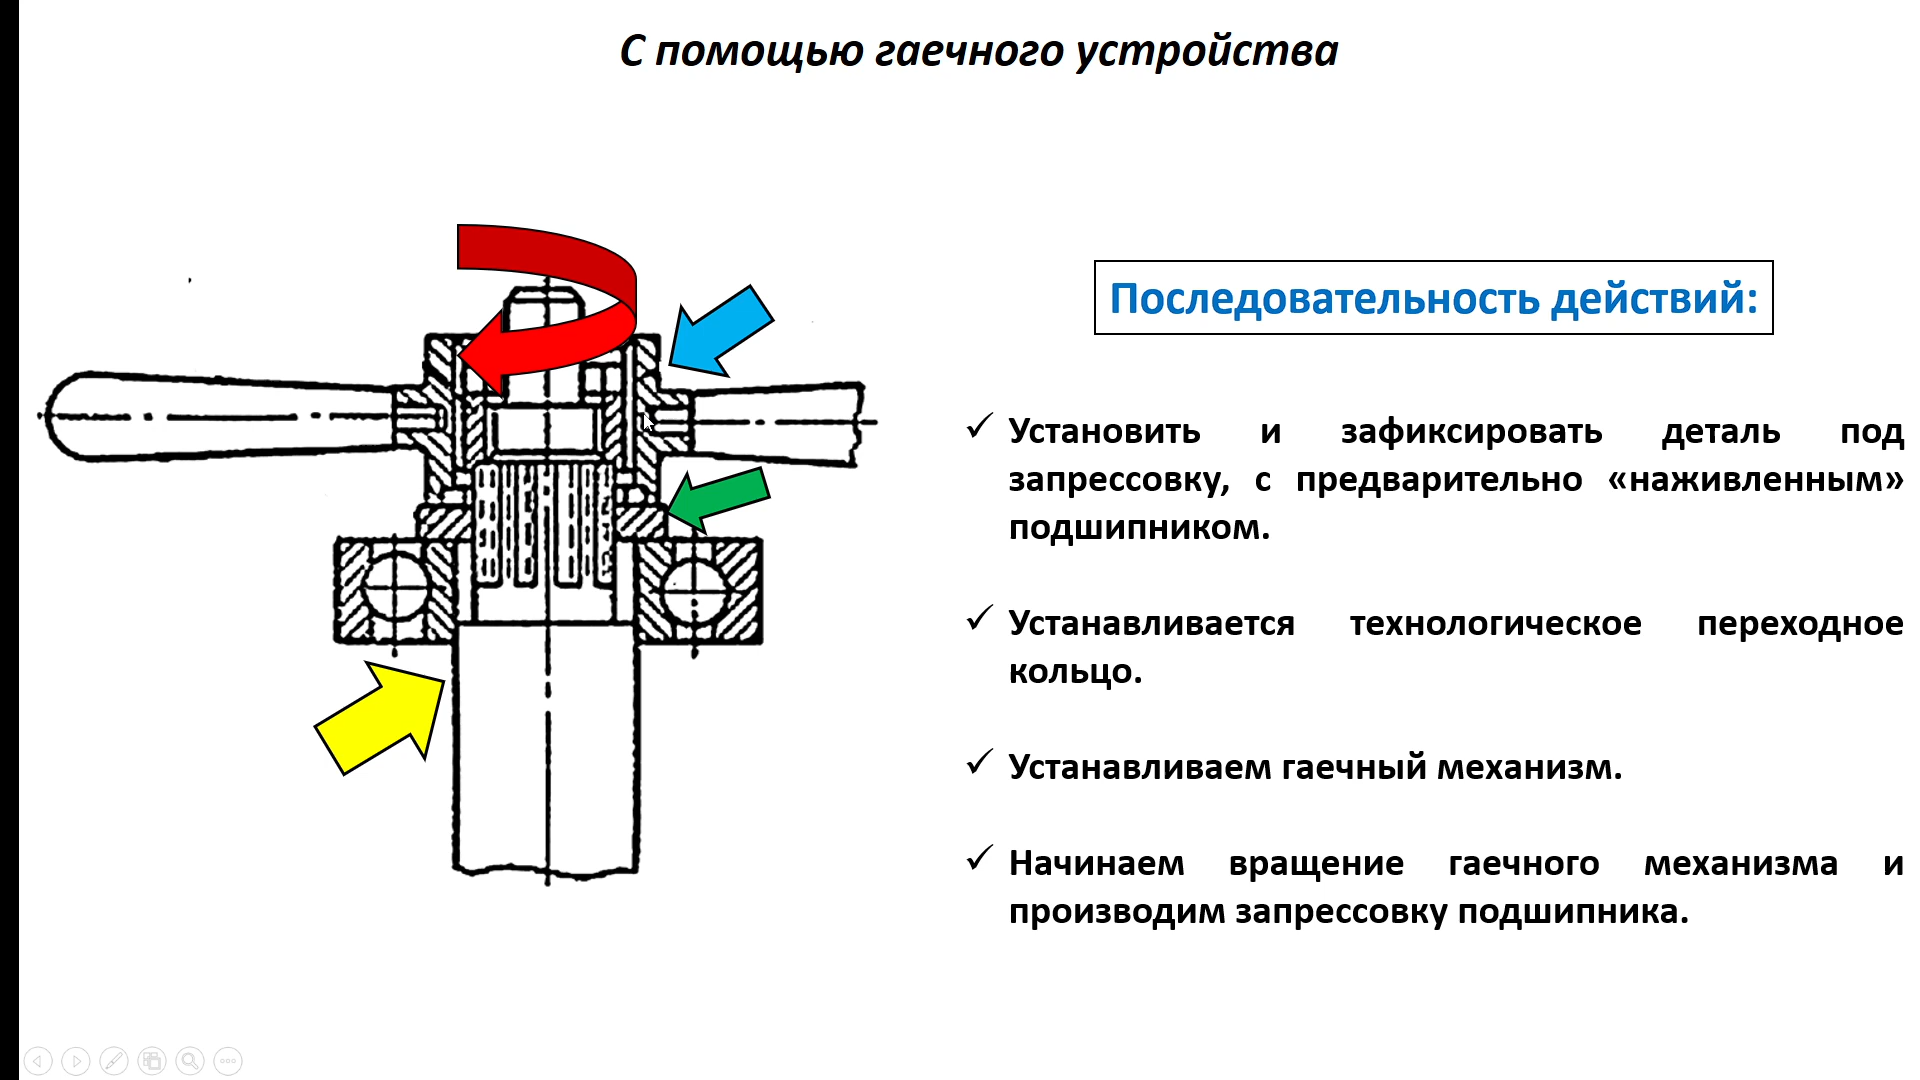 С помощью гаечного устройства
Последовательность действий:
Установить и зафиксировать деталь под
запрессовку, с предварительно «наживленным»
подшипником.
Устанавливается технологическое переходное
кольцо.
Устанавливаем гаечный механизм.
Начинаем вращение гаечного механизма и
производим запрессовку подшипника.